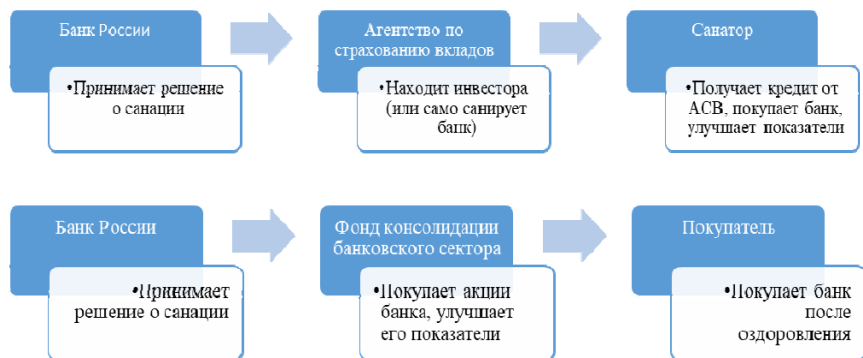 Банк России
•Принимает решение
о санации
Агентство по
страхованию вкладов
•Находит инвестора
(или само санирует
банк)
Санатор
•Получает кредит от
АСВ, покупает банк,
улучшает показатели
Банк России
•Принимает
решение о санации
Фонд консолидации
банковского сектора
•Покупает акции
банка, улучшает
его показатели
Покупатель
•Покупает банк
после
оздоровления